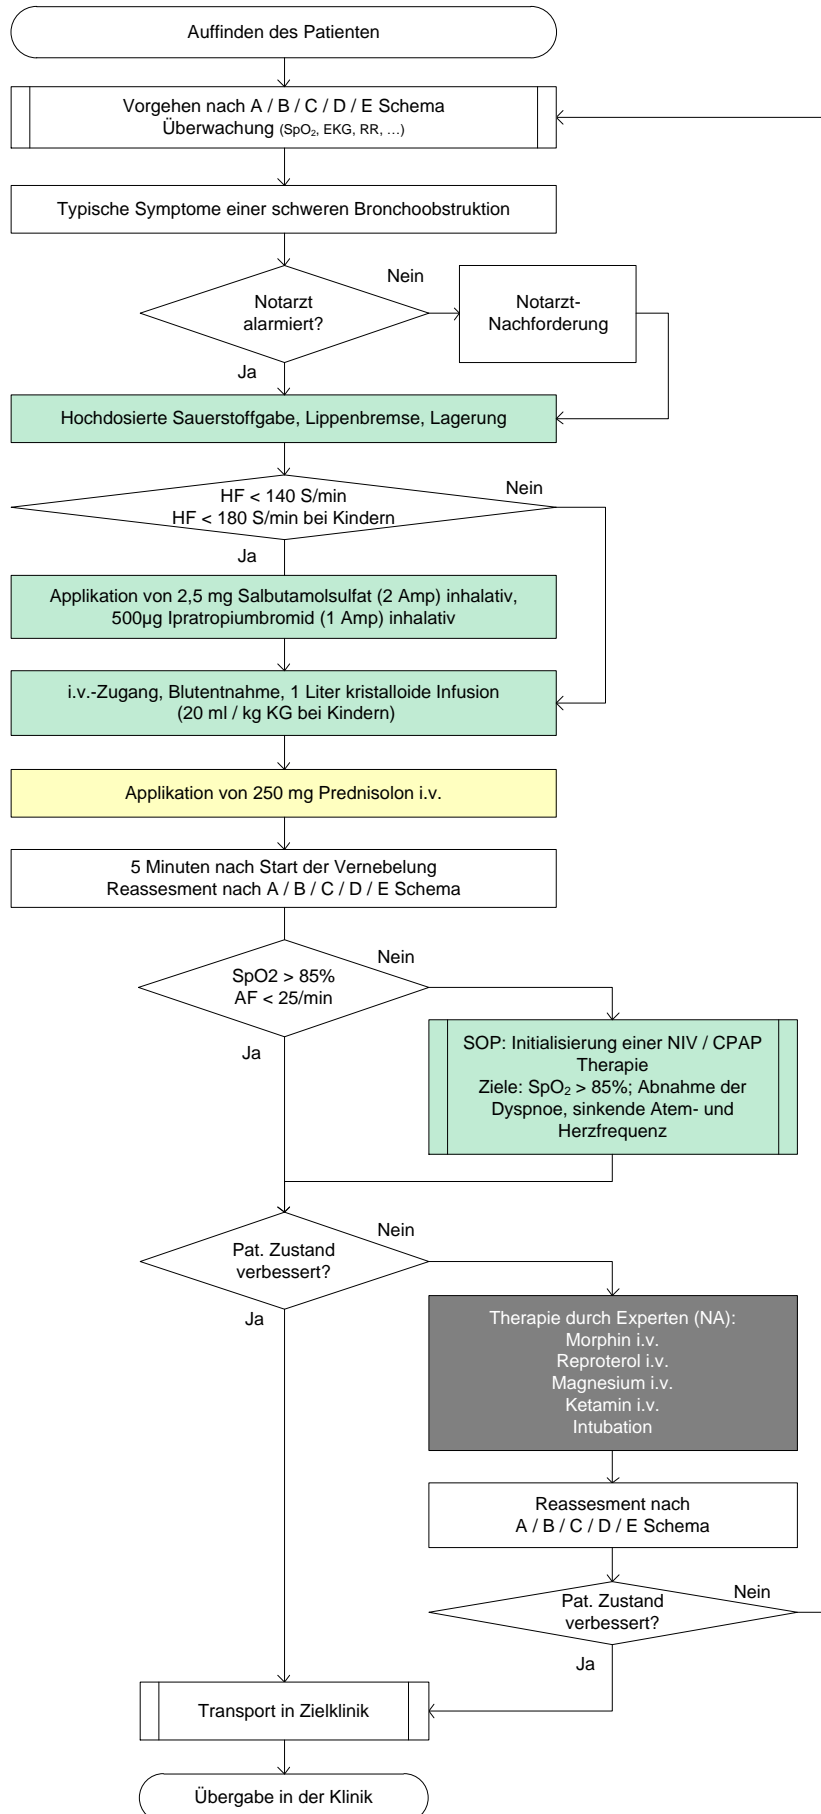 Auffinden des Patienten
Vorgehen nach A / B / C / D / E Schema
Überwachung (SpO₂, EKG, RR, …)
Typische Symptome einer schweren Bronchoobstruktion
Nein
Notarzt
alarmiert?
Notarzt-
Nachforderung
Ja
Hochdosierte Sauerstoffgabe, Lippenbremse, Lagerung
HF < 140 S/min
HF < 180 S/min bei Kindern
Nein
Ja
Applikation von 2,5 mg Salbutamolsulfat (2 Amp) inhalativ,
500µg Ipratropiumbromid (1 Amp) inhalativ
i.v.-Zugang, Blutentnahme, 1 Liter kristalloide Infusion
(20 ml / kg KG bei Kindern)
Applikation von 250 mg Prednisolon i.v.
5 Minuten nach Start der Vernebelung
Reassesment nach A / B / C / D / E Schema
Nein
SpO2 > 85%
AF < 25/min
Ja
SOP: Initialisierung einer NIV / CPAP
Therapie
Ziele: SpO₂ > 85%; Abnahme der
Dyspnoe, sinkende Atem- und
Herzfrequenz
Nein
Pat. Zustand
verbessert?
Ja
Therapie durch Experten (NA):
Morphin i.v.
Reproterol i.v.
Magnesium i.v.
Ketamin i.v.
Intubation
Reassesment nach
A / B / C / D / E Schema
Nein
Pat. Zustand
verbessert?
Ja
Transport in Zielklinik
Übergabe in der Klinik